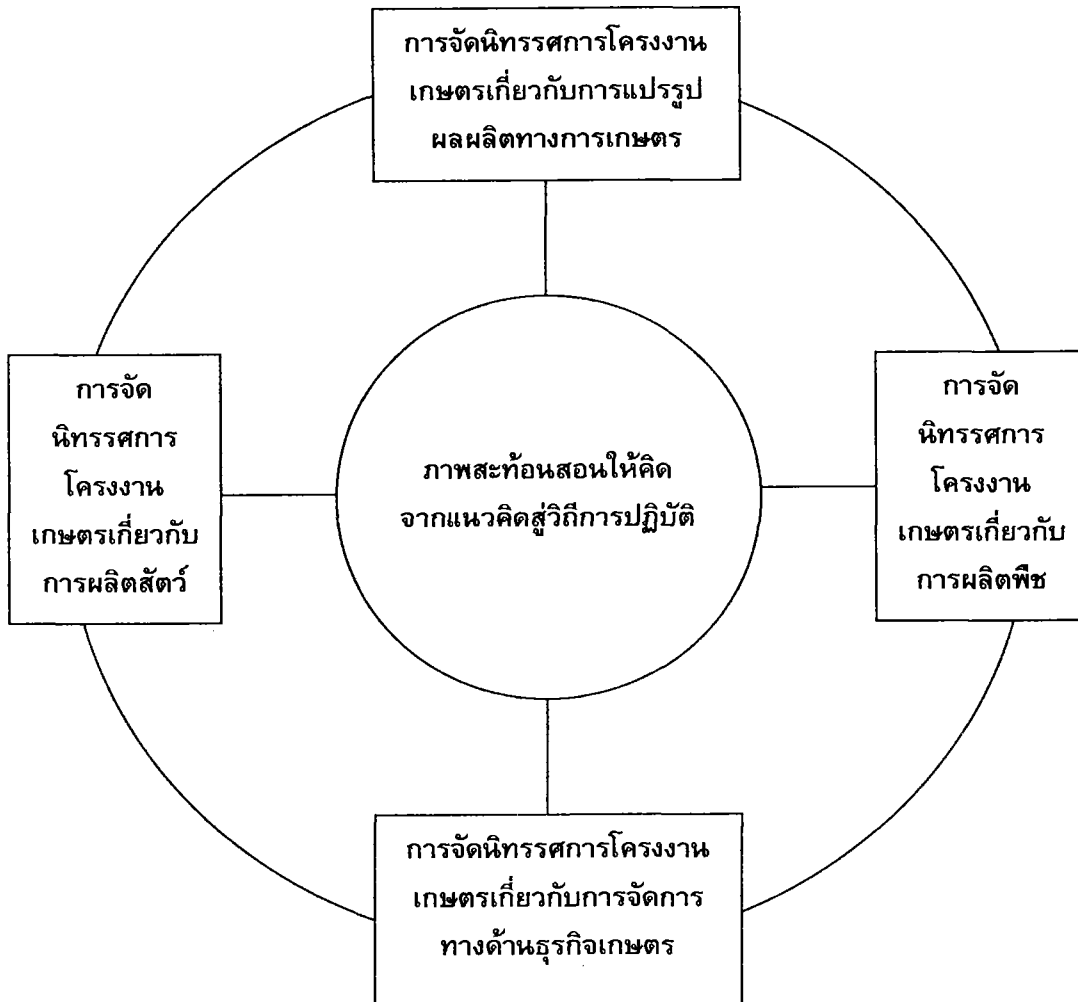 การจัดนิทรรศการโครงงาน
เกษตรเกี่ยวกับการแปรรูป
ผลผลิตทางการเกษตร
การจัด
นิทรรศการ
โครงงาน
เกษตรเกี่ยวกับ
การผลิตสัตว์
ภาพสะท้อนสอนให้คิด
จากแนวคิดสู่วิถีการปฏิบัติ
การจัด
นิทรรศการ
โครงงาน
เกษตรเกี่ยวกับ
การผลิตพืช
การจัดนิทรรศการโครงงาน
เกษตรเกี่ยวกับการจัดการ
ทางด้านธุรกิจเกษตร